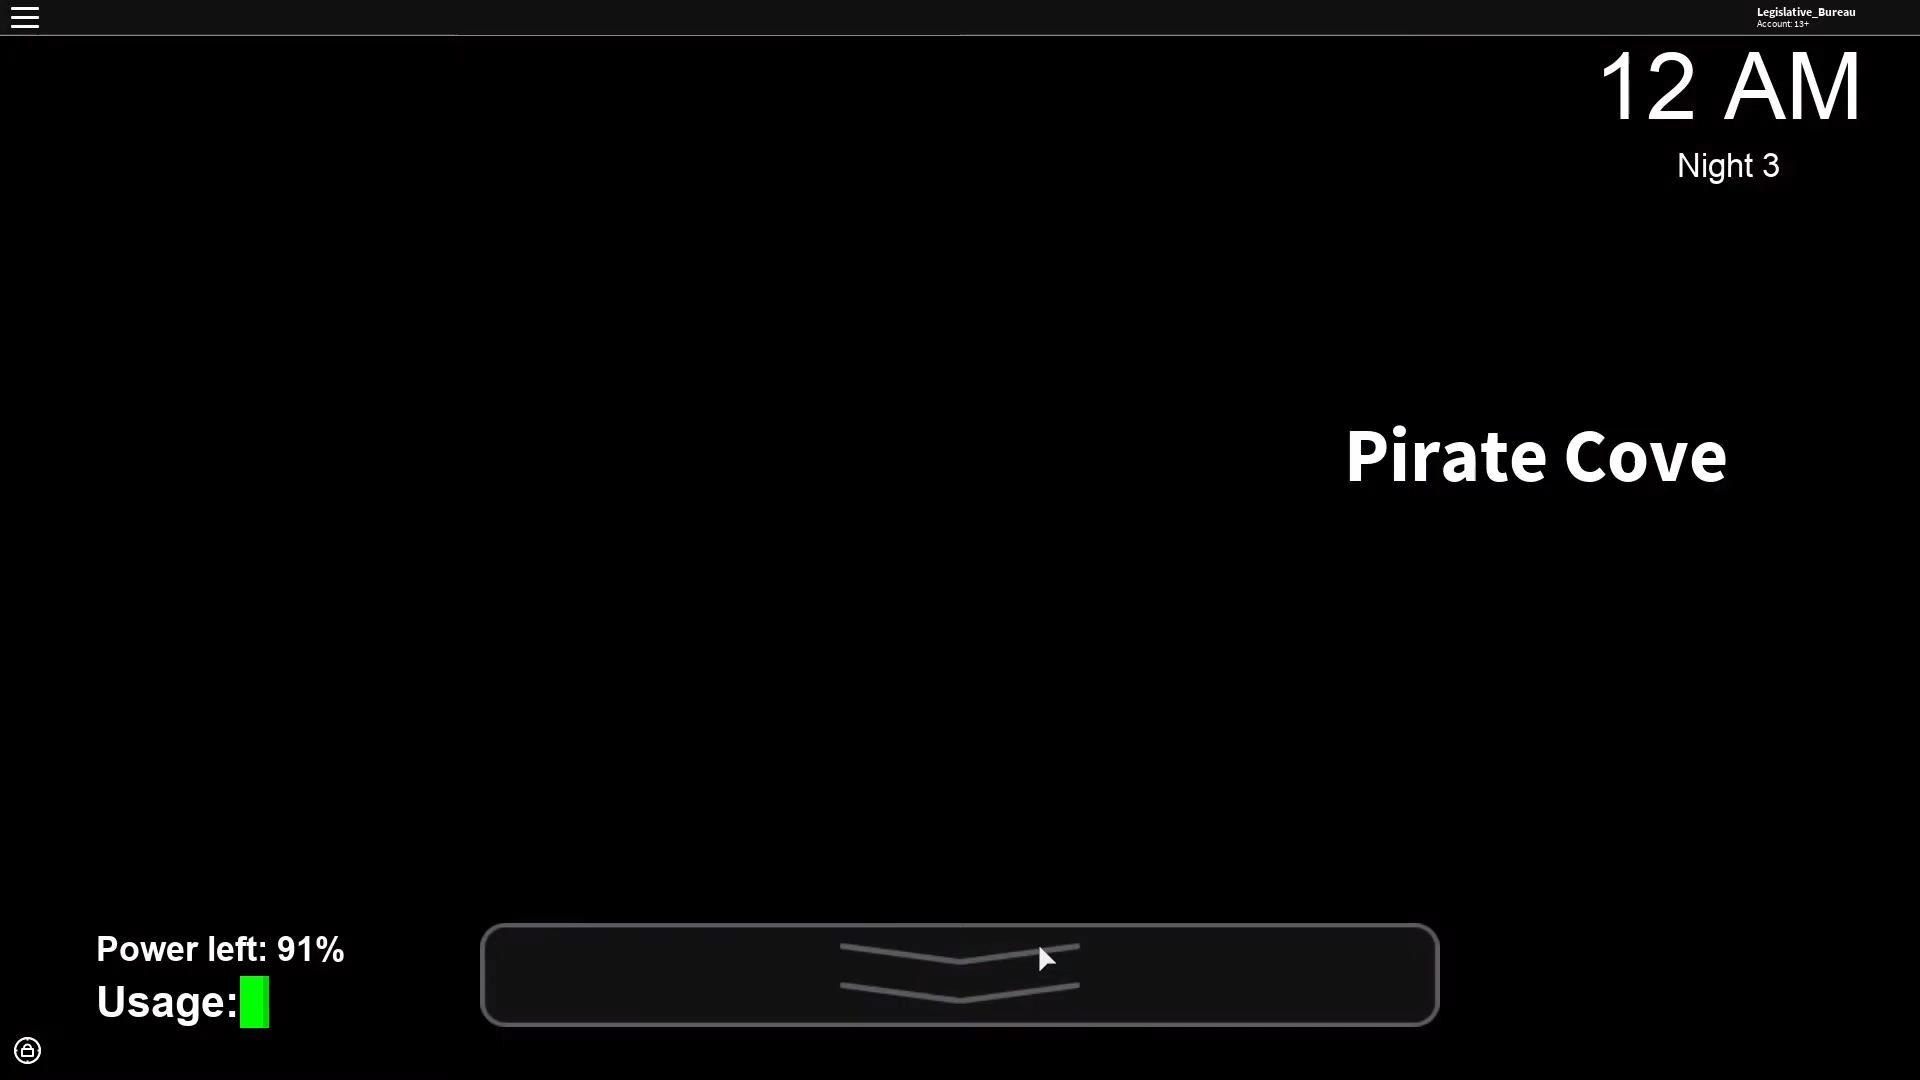 Legislative_Bureau
Account: 13+
12 AM
Night 3
Pirate Cove
Power left: 91%
Usage: